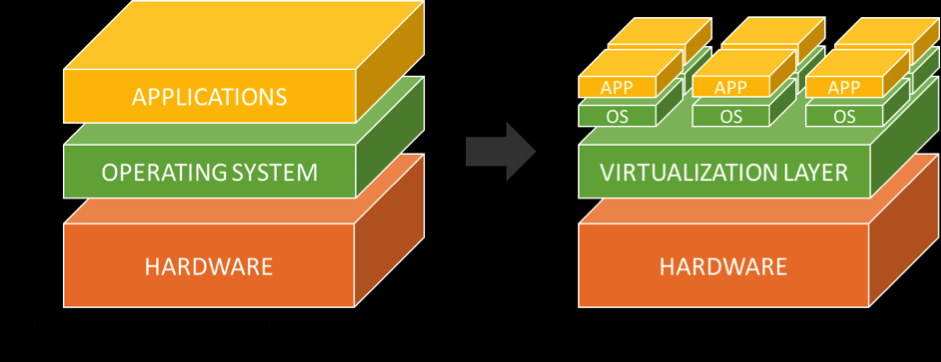 APPLICATIONS
OPERATING SYSTEM
HARDWARE
APP
APP
APP
OS
OS
OS
VIRTUALIZATION LAYER
HARDWARE